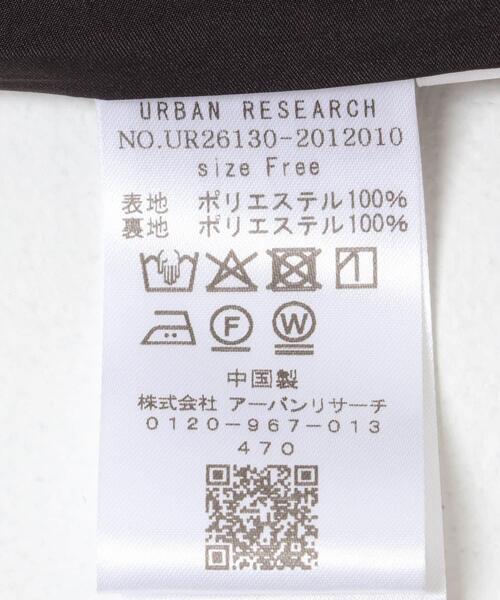 URBAN RESEARCH
NO.UR26130-2012010
size Free
表地 ポリエステル100%
裏地 ポリエステル100%
F W
中国製
株式会社 アーバンリサーチ
0120-967-013
470